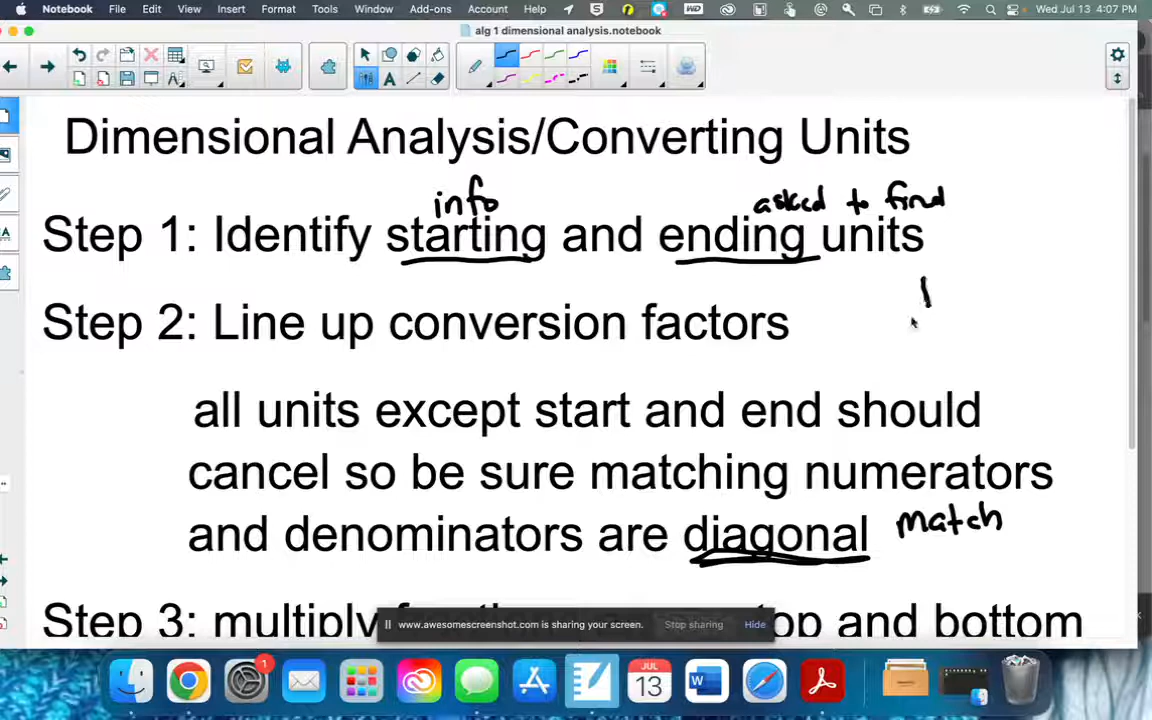 Notebook File Edit View Insert Format Tools Window Add-ons Account Help Wed Jul 13 4:07 PM
alg 1 dimensional analysis.notebook
Dimensional Analysis/Converting Units
info asked to find
Step 1: Identify starting and ending units
Step 2: Line up conversion factors
all units except start and end should
cancel so be sure matching numerators
and denominators are diagonal match
Step 3: multiply top and bottom
www.awesomescreenshot.com is sharing your screen. Stop sharing Hide
1
JUL
13